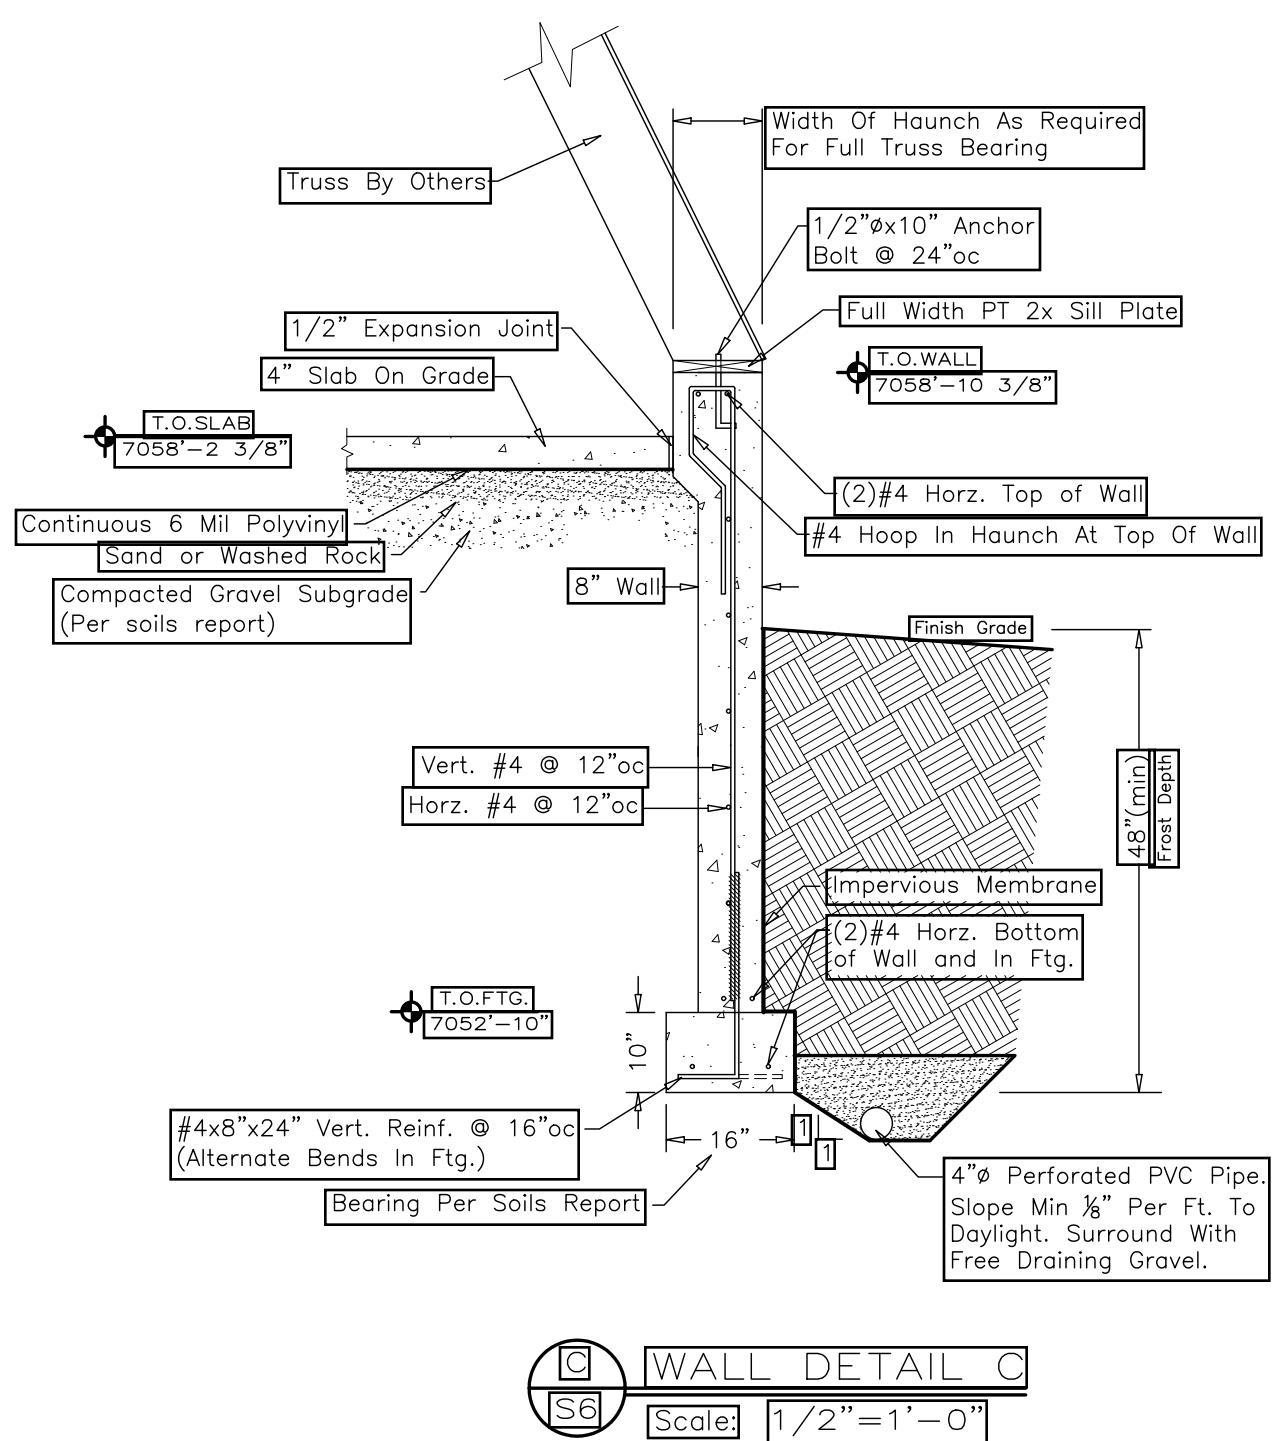 Width Of Haunch As Required
For Full Truss Bearing
Truss By Others
1/2"øx10" Anchor
Bolt @ 24"oc
Full Width PT 2x Sill Plate
1/2" Expansion Joint
T.O.WALL
7058'-10 3/8"
4" Slab On Grade
T.O.SLAB
7058'-2 3/8"
(2)#4 Horz. Top of Wall
Continuous 6 Mil Polyvinyl
#4 Hoop In Haunch At Top Of Wall
Sand or Washed Rock
8" Wall
Compacted Gravel Subgrade
(Per soils report)
Finish Grade
Vert. #4 @ 12"oc
Horz. #4 @ 12"oc
48"(min)
Frost Depth
Impervious Membrane
(2)#4 Horz. Bottom
of Wall and In Ftg.
T.O.FTG.
7052'-10"
10"
#4x8"x24" Vert. Reinf. @ 16"oc
(Alternate Bends In Ftg.)
16"
1
1
Bearing Per Soils Report
4"ø Perforated PVC Pipe.
Slope Min ⅛" Per Ft. To
Daylight. Surround With
Free Draining Gravel.
C
WALL DETAIL C
S6
Scale: 1/2"=1'-0"